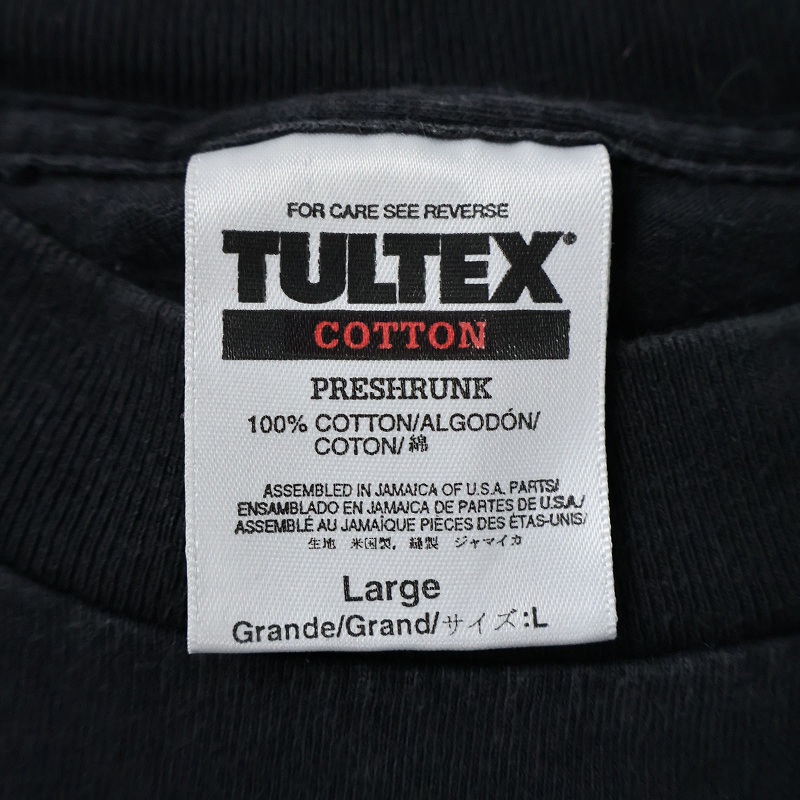 FOR CARE SEE REVERSE
TULTEX®
COTTON
PRESHRUNK
100% COTTON/ALGODÓN/
COTON/綿
ASSEMBLED IN JAMAICA OF U.S.A. PARTS/
ENSAMBLADO EN JAMAICA DE PARTES DE U.S.A./
ASSEMBLÉ AU JAMAÏQUE PIÈCES DES ÉTAS-UNIS/
生地 米国製, 縫製 ジャマイカ
Large
Grande/Grand/サイズ:L